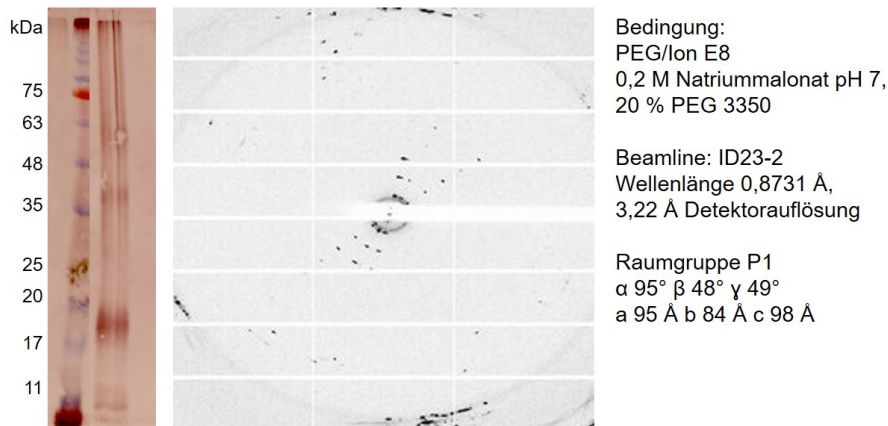 kDa
75
63
48
35
25
20
17
11
Bedingung:
PEG/Ion E8
0,2 M Natriummalonat pH 7,
20 % PEG 3350
Beamline: ID23-2
Wellenlänge 0,8731 Å,
3,22 Å Detektorauflösung
Raumgruppe P1
α 95° β 48° ɣ 49°
a 95 Å b 84 Å c 98 Å